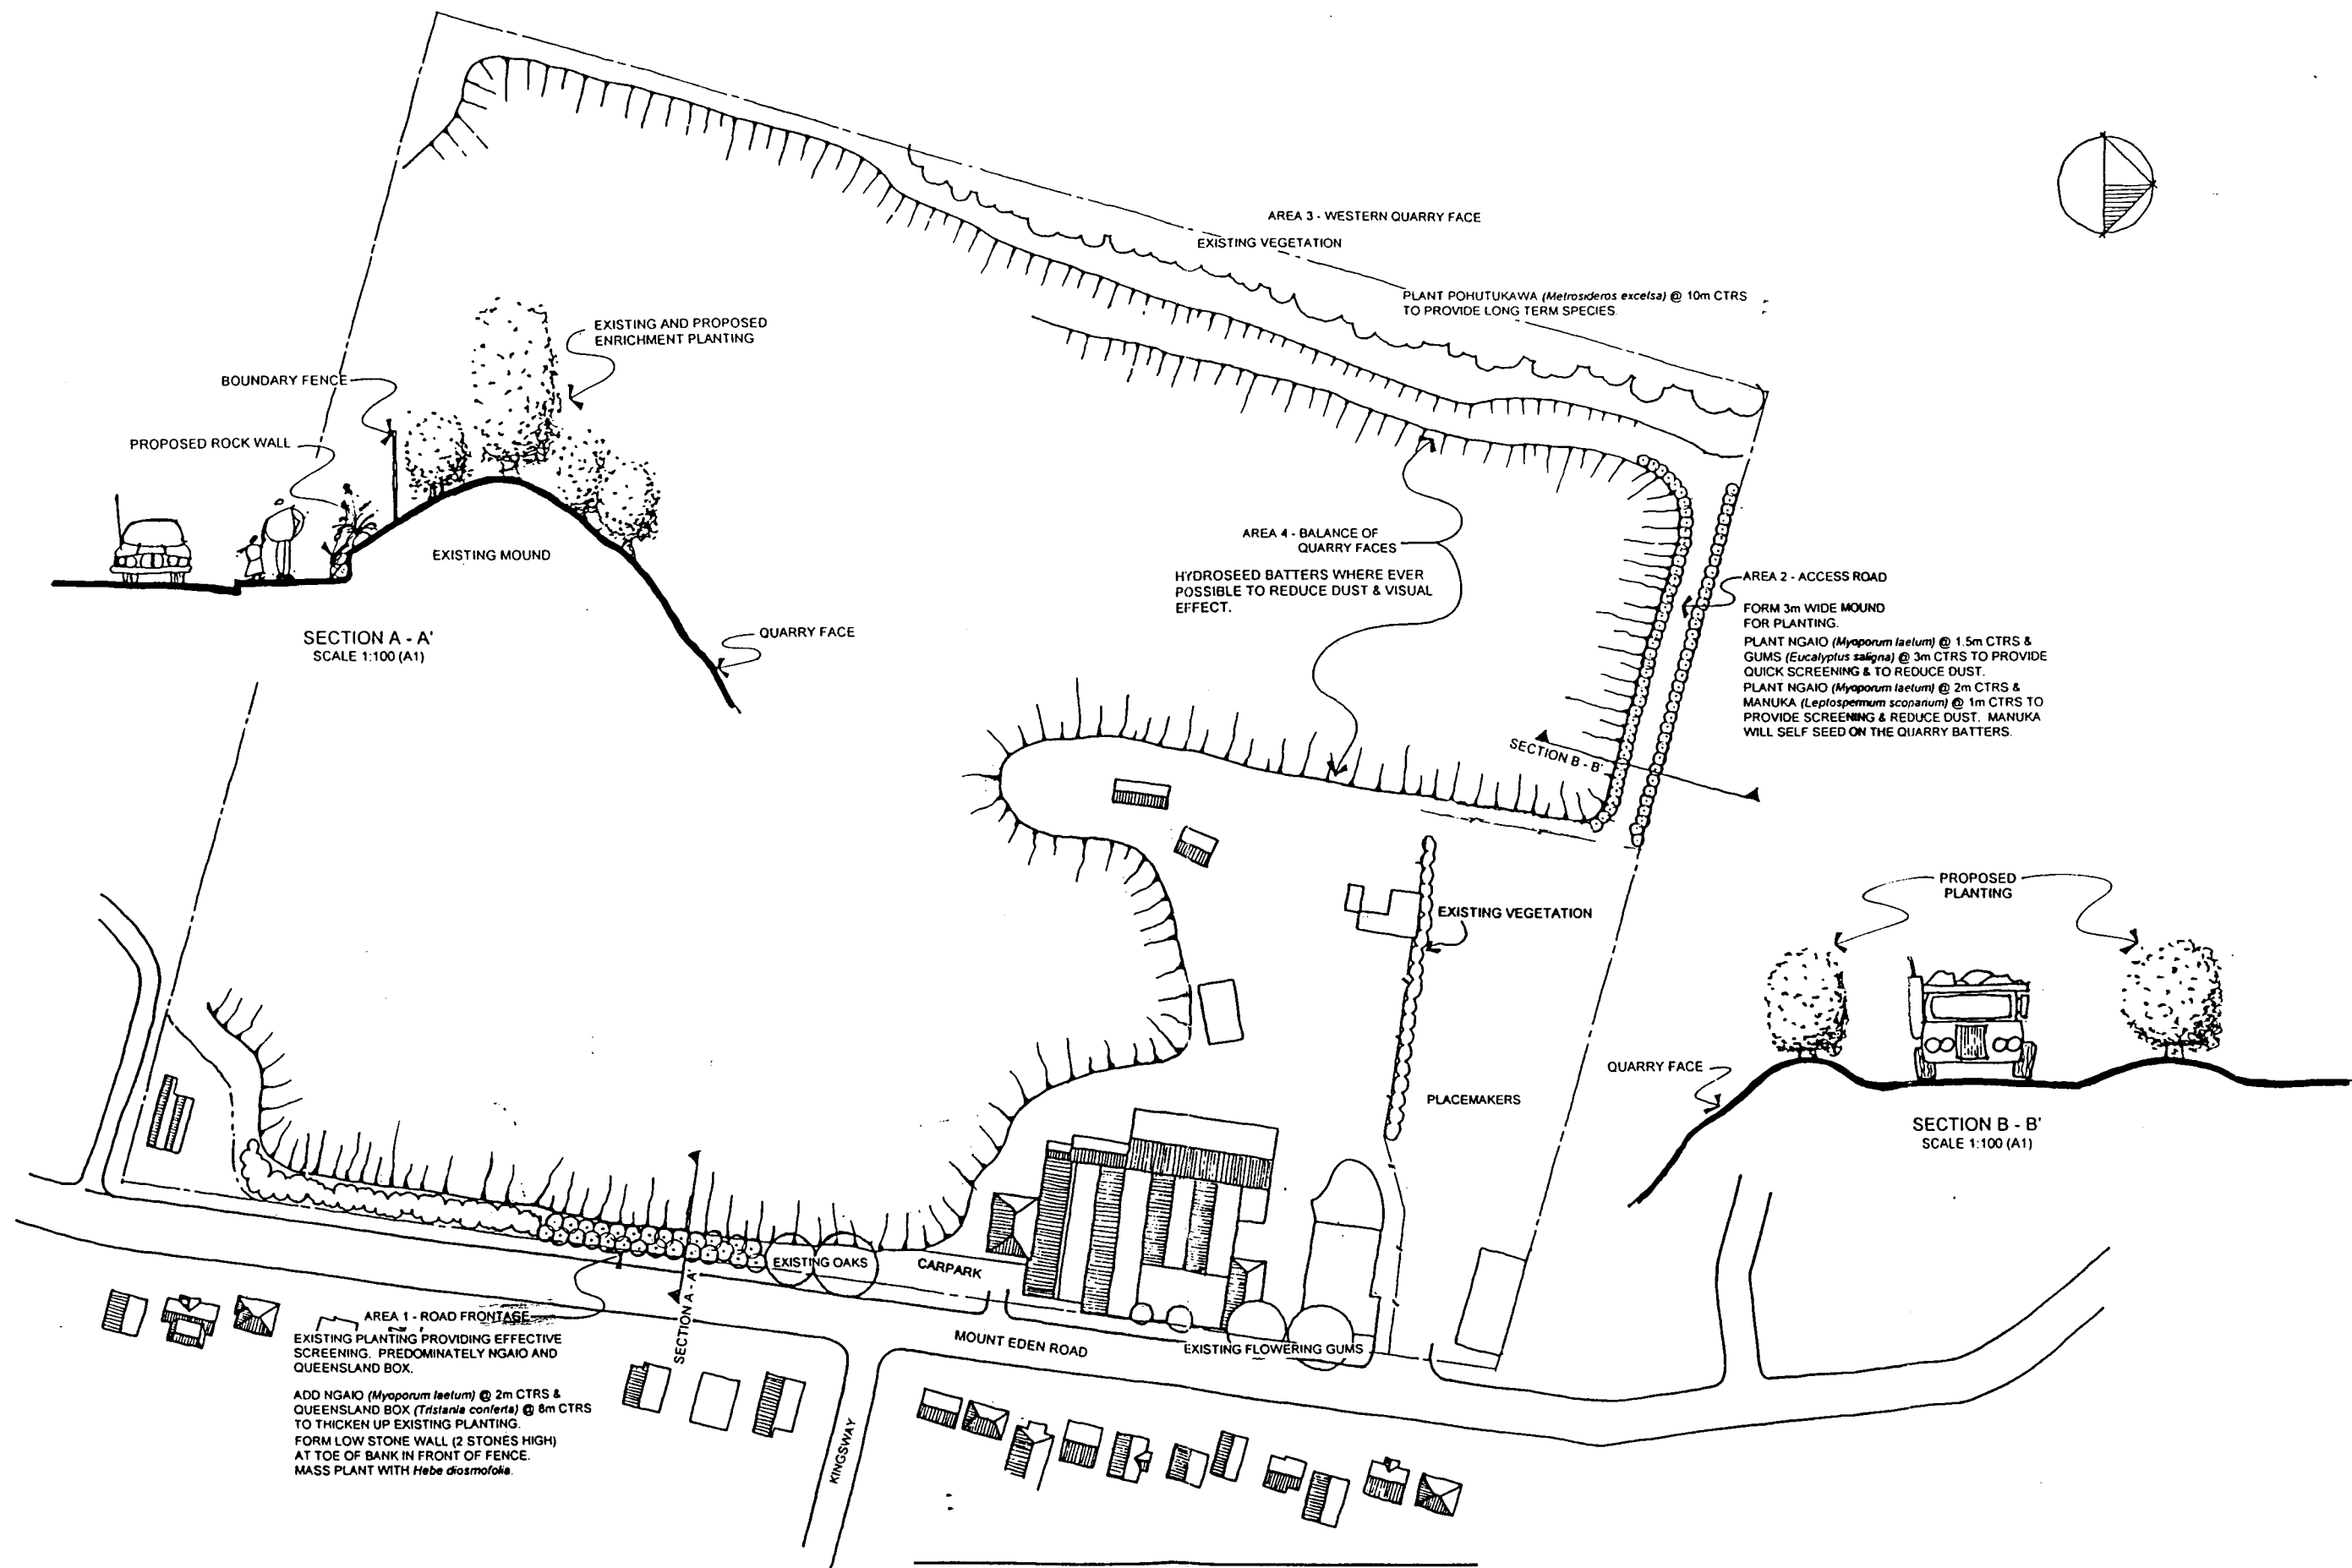 AREA 3 - WESTERN QUARRY FACE
EXISTING VEGETATION
PLANT POHUTUKAWA (Metrosideros excelsa) @ 10m CTRS
TO PROVIDE LONG TERM SPECIES.
EXISTING AND PROPOSED
ENRICHMENT PLANTING
BOUNDARY FENCE
PROPOSED ROCK WALL
EXISTING MOUND
QUARRY FACE
SECTION A - A'
SCALE 1:100 (A1)
AREA 4 - BALANCE OF
QUARRY FACES
HYDROSEED BATTERS WHERE EVER
POSSIBLE TO REDUCE DUST & VISUAL
EFFECT.
AREA 2 - ACCESS ROAD
FORM 3m WIDE MOUND
FOR PLANTING.
PLANT NGAIO (Myoporum laetum) @ 1.5m CTRS &
GUMS (Eucalyptus saligna) @ 3m CTRS TO PROVIDE
QUICK SCREENING & TO REDUCE DUST.
PLANT NGAIO (Myoporum laetum) @ 2m CTRS &
MANUKA (Leptospermum scoparium) @ 1m CTRS TO
PROVIDE SCREENING & REDUCE DUST. MANUKA
WILL SELF SEED ON THE QUARRY BATTERS.
SECTION B - B'
PROPOSED
PLANTING
EXISTING VEGETATION
QUARRY FACE
PLACEMAKERS
SECTION B - B'
SCALE 1:100 (A1)
EXISTING OAKS
CARPARK
SECTION A - A'
AREA 1 - ROAD FRONTAGE
EXISTING PLANTING PROVIDING EFFECTIVE
SCREENING. PREDOMINATELY NGAIO AND
QUEENSLAND BOX.
ADD NGAIO (Myoporum laetum) @ 2m CTRS &
QUEENSLAND BOX (Tristania conferta) @ 8m CTRS
TO THICKEN UP EXISTING PLANTING.
FORM LOW STONE WALL (2 STONES HIGH)
AT TOE OF BANK IN FRONT OF FENCE.
MASS PLANT WITH Hebe diosmofolia.
MOUNT EDEN ROAD
EXISTING FLOWERING GUMS
KINGSWAY